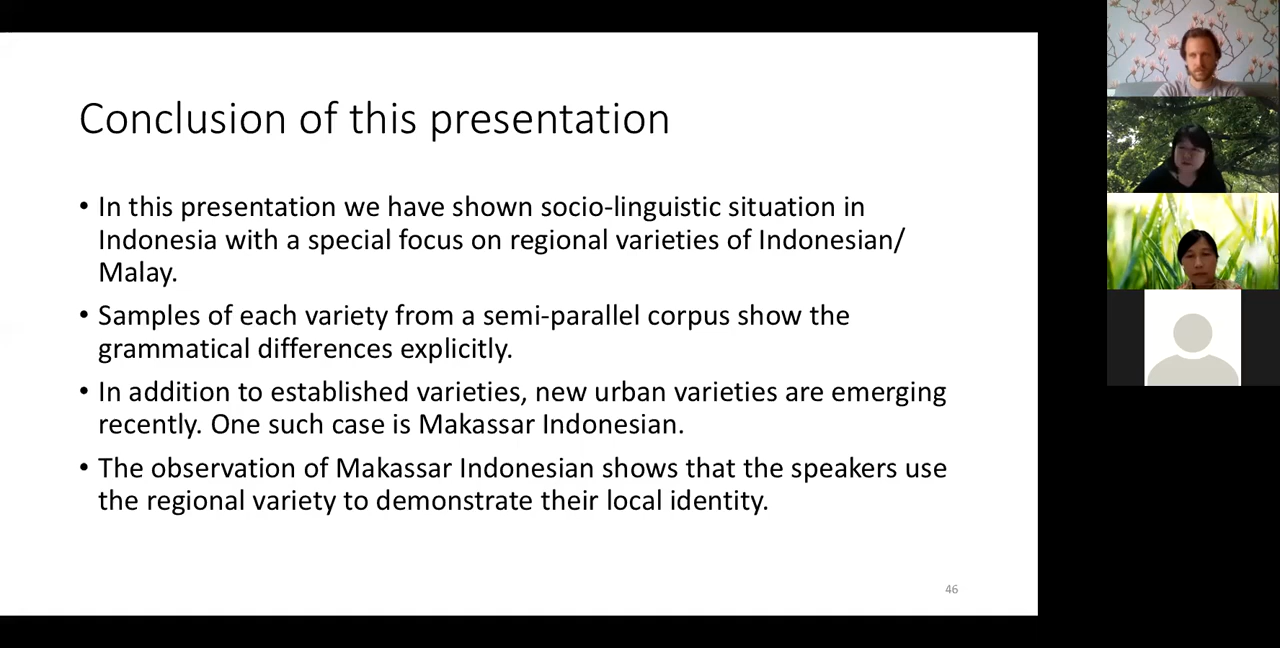 Conclusion of this presentation
• In this presentation we have shown socio-linguistic situation in
Indonesia with a special focus on regional varieties of Indonesian/
Malay.
• Samples of each variety from a semi-parallel corpus show the
grammatical differences explicitly.
• In addition to established varieties, new urban varieties are emerging
recently. One such case is Makassar Indonesian.
• The observation of Makassar Indonesian shows that the speakers use
the regional variety to demonstrate their local identity.
46